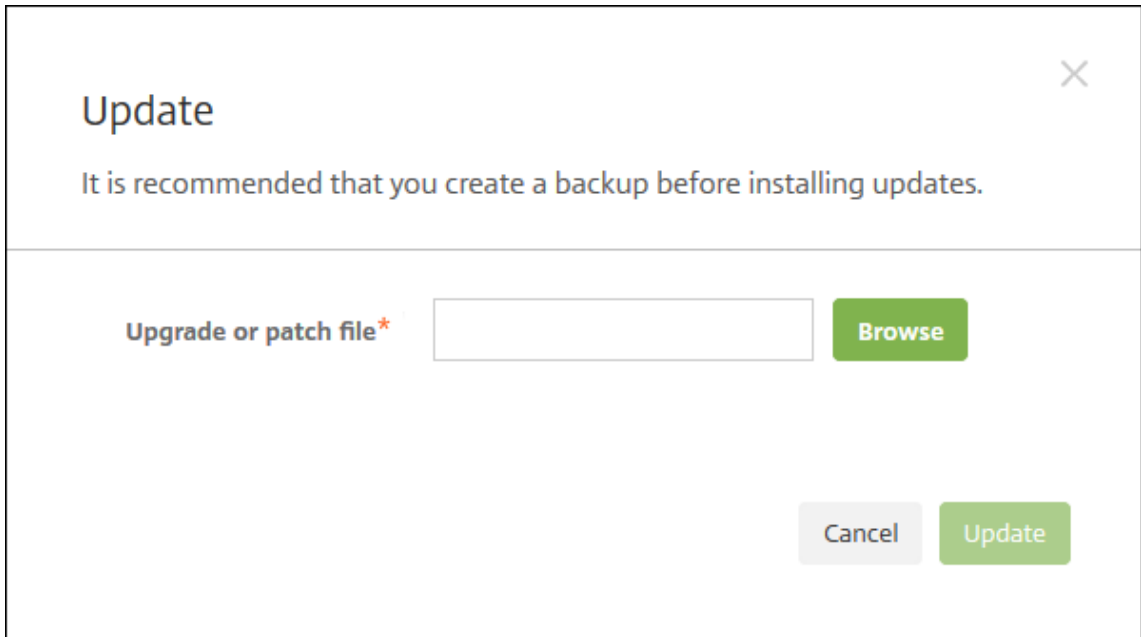 Update
It is recommended that you create a backup before installing updates.
Upgrade or patch file* Browse
Cancel Update